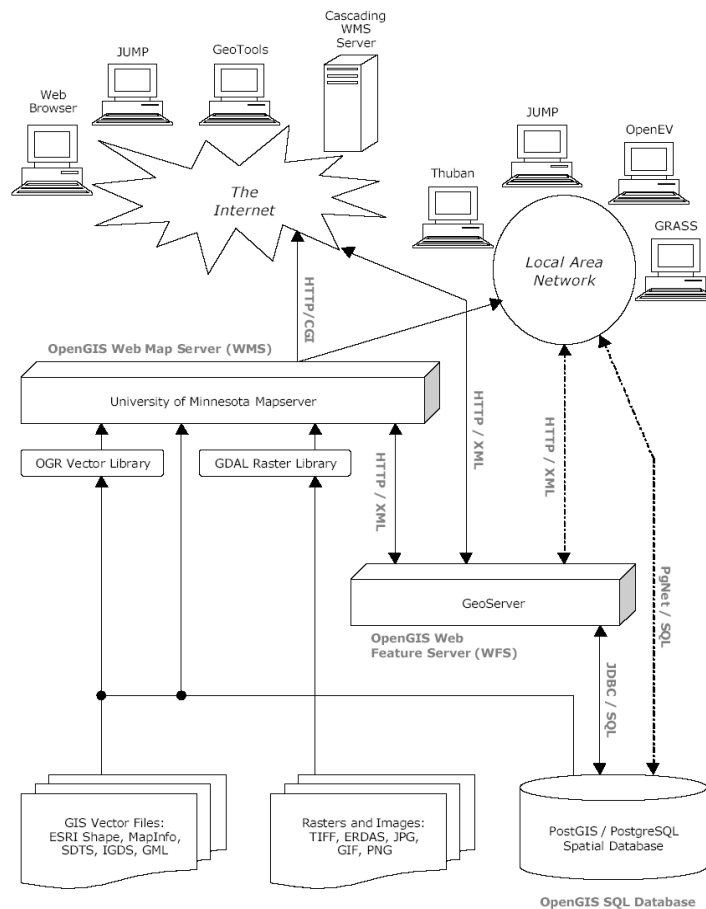 Cascading
WMS
Server
JUMP
GeoTools
Web
Browser
JUMP
OpenEV
Thuban
GRASS
The
Internet
Local Area
Network
HTTP/CGI
OpenGIS Web Map Server (WMS)
University of Minnesota Mapserver
HTTP / XML
HTTP / XML
HTTP / XML
OGR Vector Library
GDAL Raster Library
PgNet / SQL
GeoServer
OpenGIS Web
Feature Server (WFS)
JDBC / SQL
GIS Vector Files:
ESRI Shape, MapInfo,
SDTS, IGDS, GML
Rasters and Images:
TIFF, ERDAS, JPG,
GIF, PNG
PostGIS / PostgreSQL
Spatial Database
OpenGIS SQL Database